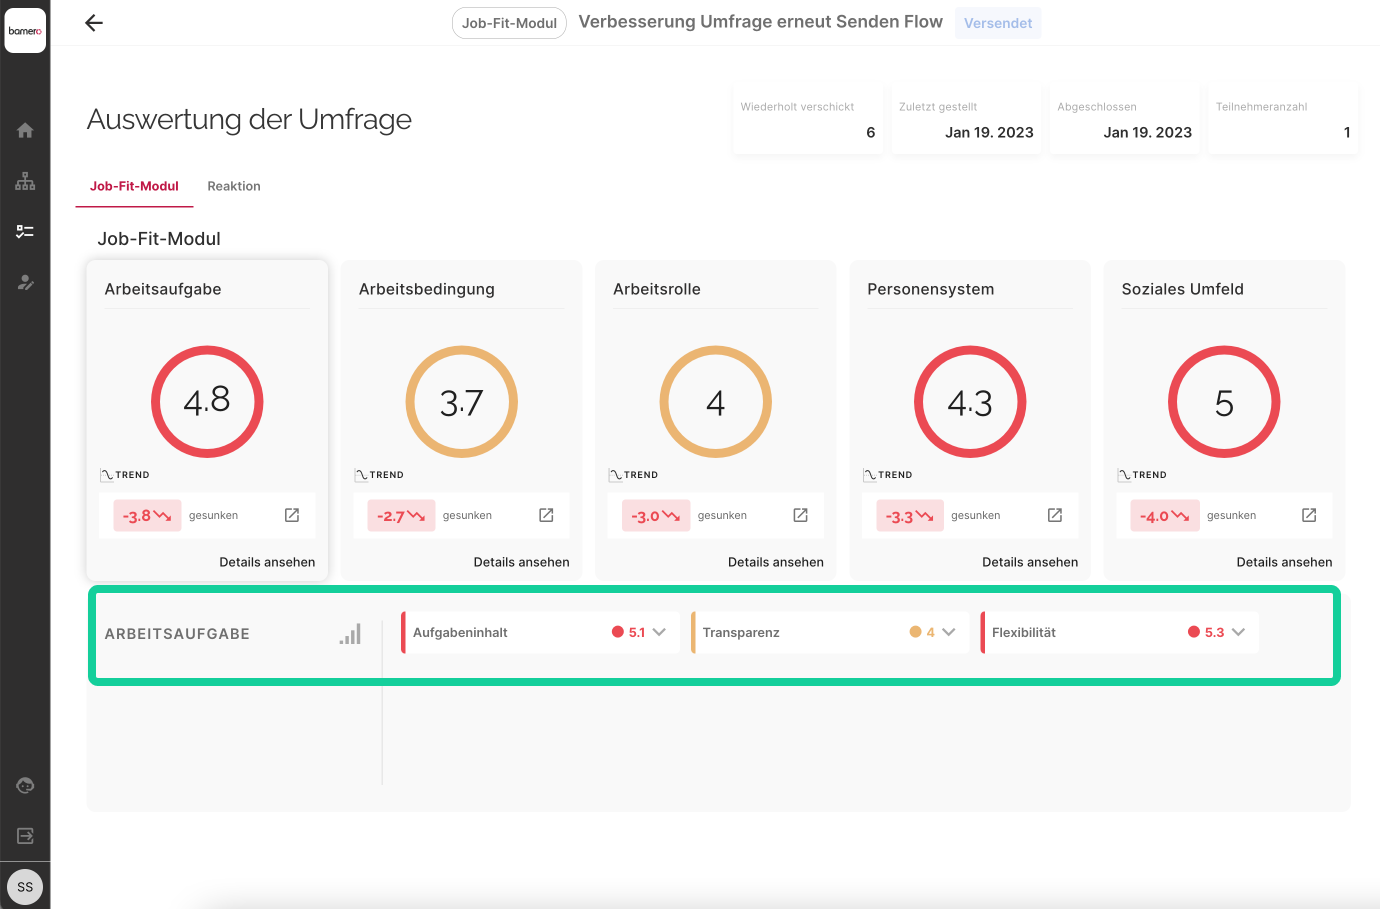 bamero
Job-Fit-Modul Verbesserung Umfrage erneut Senden Flow Versendet
Auswertung der Umfrage
Wiederholt verschickt
6
Zuletzt gestellt
Jan 19. 2023
Abgeschlossen
Jan 19. 2023
Teilnehmeranzahl
1
Job-Fit-Modul Reaktion
Job-Fit-Modul
Arbeitsaufgabe
4.8
TREND
-3.8 gesunken
Details ansehen
Arbeitsbedingung
3.7
TREND
-2.7 gesunken
Details ansehen
Arbeitsrolle
4
TREND
-3.0 gesunken
Details ansehen
Personensystem
4.3
TREND
-3.3 gesunken
Details ansehen
Soziales Umfeld
5
TREND
-4.0 gesunken
Details ansehen
ARBEITSAUFGABE
Aufgabeninhalt 5.1
Transparenz 4
Flexibilität 5.3
SS